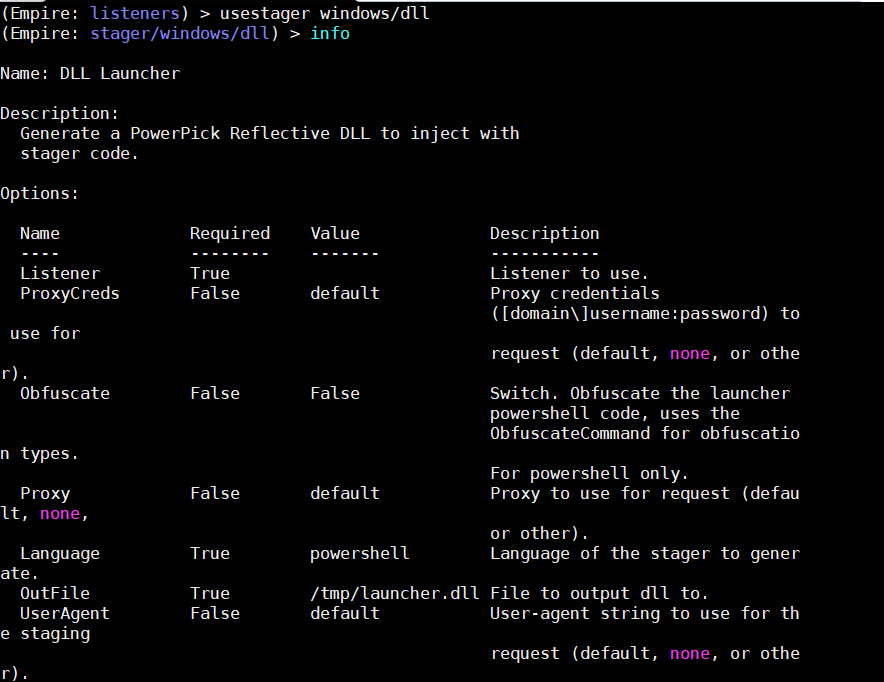 (Empire: listeners) > usestager windows/dll
(Empire: stager/windows/dll) > info
Name: DLL Launcher
Description:
  Generate a PowerPick Reflective DLL to inject with
  stager code.
Options:
  Name             Required    Value             Description
  ----             --------    -------           -----------
  Listener         True                          Listener to use.
  ProxyCreds       False       default           Proxy credentials
                                                 ([domain\]username:password) to
 use for
                                                 request (default, none, or othe
r).
  Obfuscate        False       False             Switch. Obfuscate the launcher
                                                 powershell code, uses the
                                                 ObfuscateCommand for obfuscatio
n types.
                                                 For powershell only.
  Proxy            False       default           Proxy to use for request (defau
lt, none,
                                                 or other).
  Language         True        powershell        Language of the stager to gener
ate.
  OutFile          True        /tmp/launcher.dll File to output dll to.
  UserAgent        False       default           User-agent string to use for th
e staging
                                                 request (default, none, or othe
r).